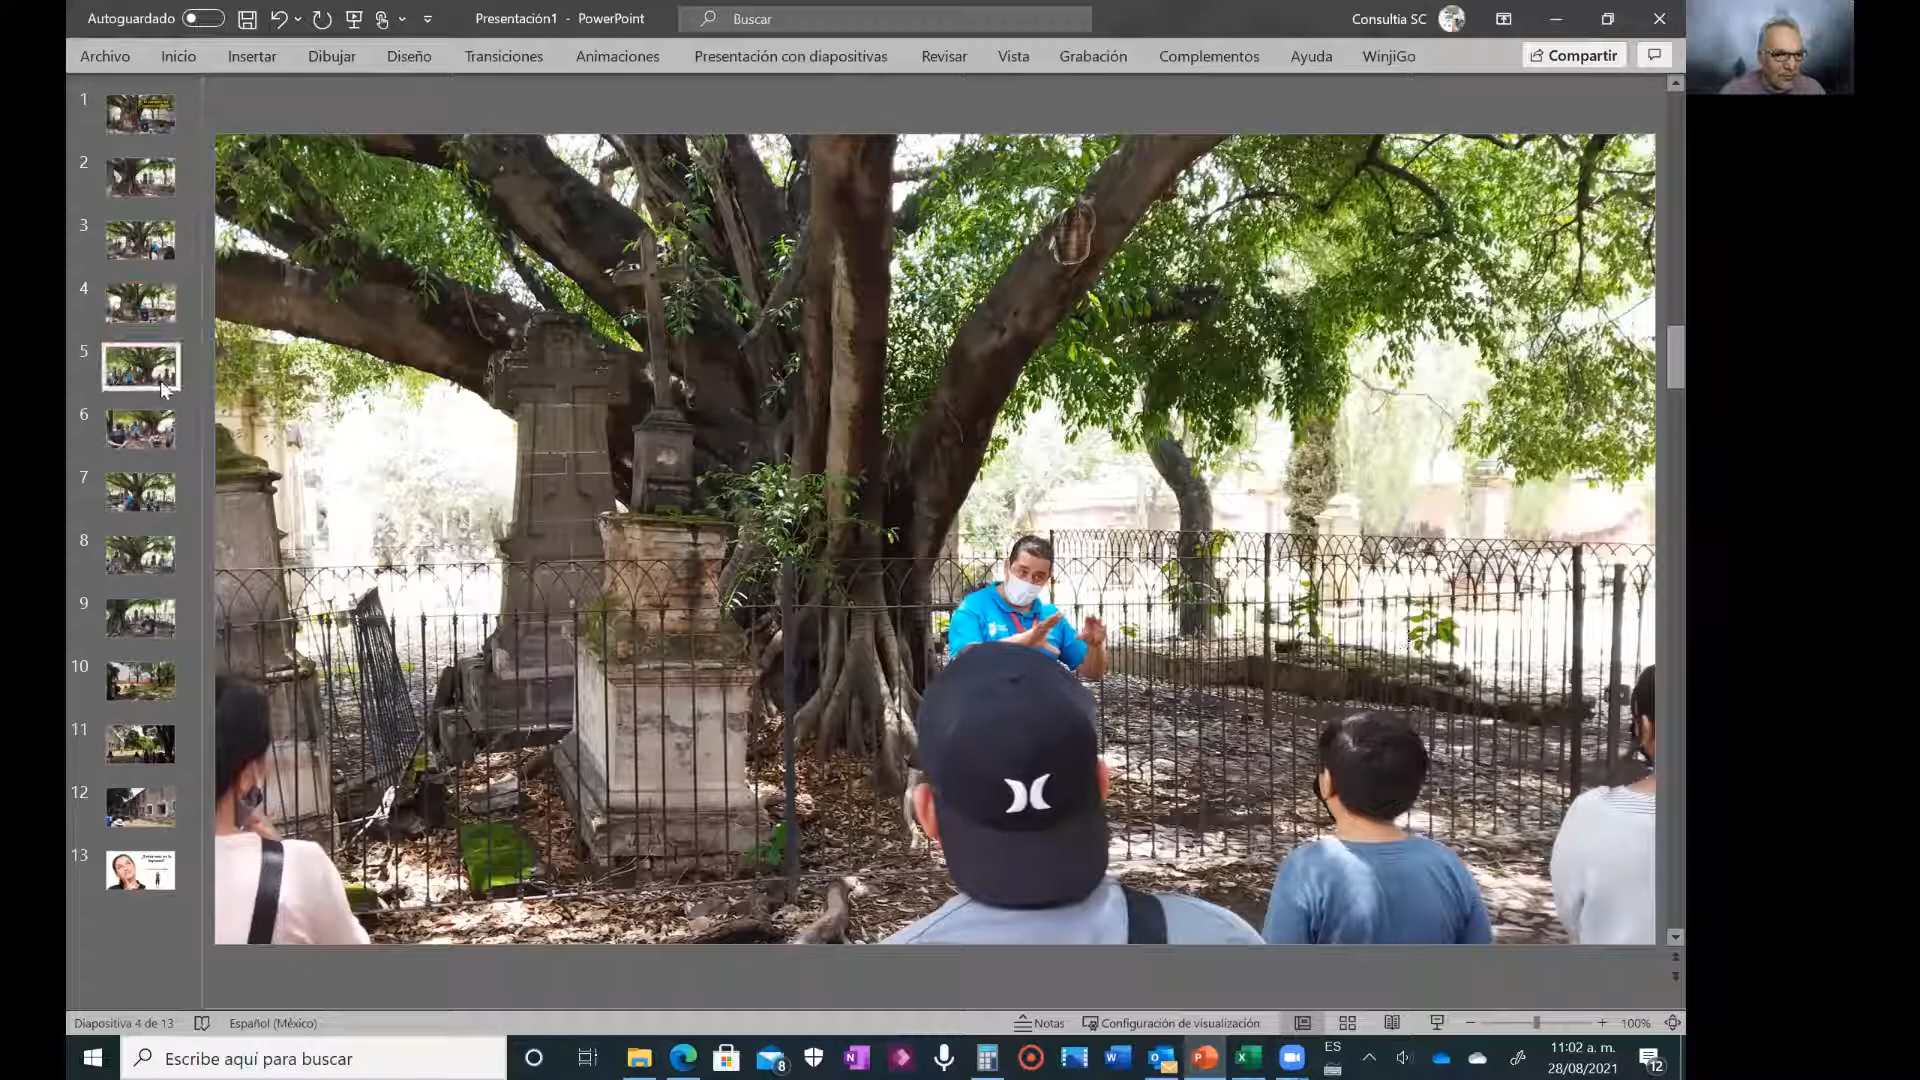 Autoguardado
Presentación1 - PowerPoint
Buscar
Consultia SC
Archivo
Inicio
Insertar
Dibujar
Diseño
Transiciones
Animaciones
Presentación con diapositivas
Revisar
Vista
Grabación
Complementos
Ayuda
WinjiGo
Compartir
1
2
3
4
5
6
7
8
9
10
11
12
13
Diapositiva 4 de 13
Español (México)
Notas
Configuración de visualización
100%
Escribe aquí para buscar
8
ES
11:02 a. m.
28/08/2021
12